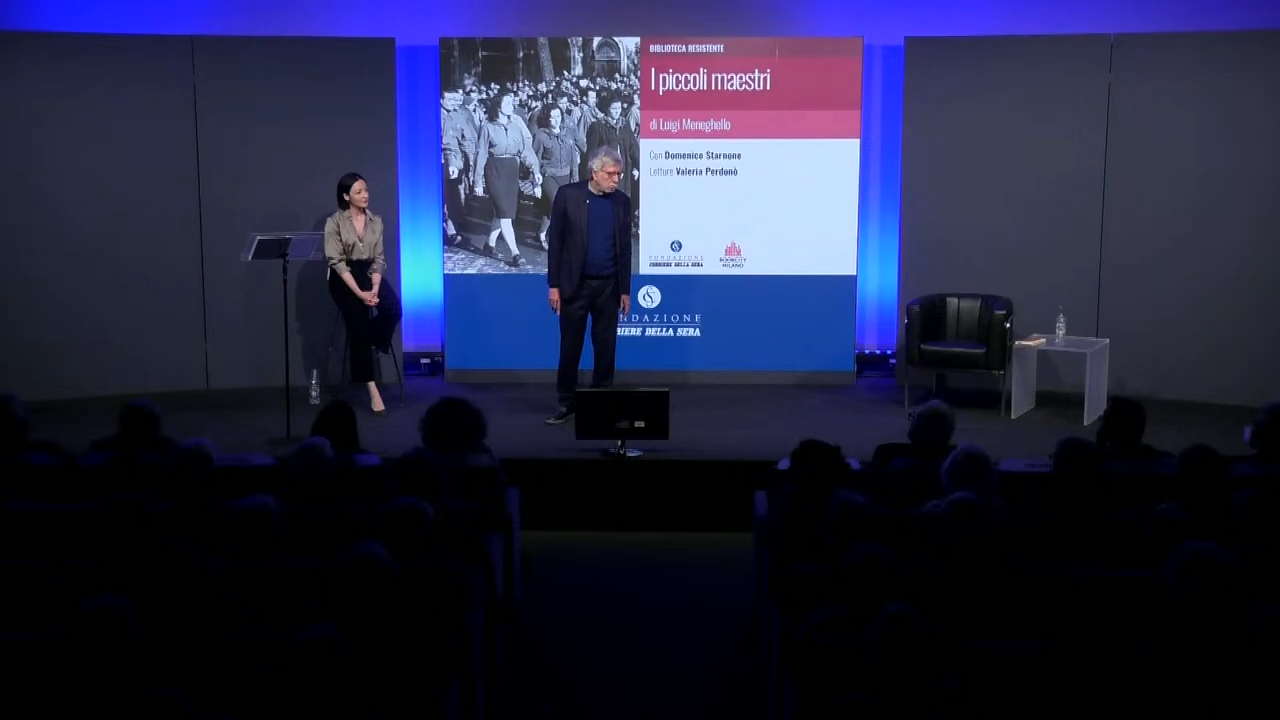 BIBLIOTECA RESISTENTE
I piccoli maestri
di Luigi Meneghello
Con Domenico Starnone
Letture Valeria Perdonò
FONDAZIONE
CORRIERE DELLA SERA
BOOKCITY
MILANO
NDAZIONE
RIERE DELLA SERA